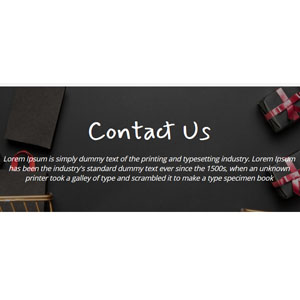 Contact Us
Lorem Ipsum is simply dummy text of the printing and typesetting industry. Lorem Ipsum
has been the industry's standard dummy text ever since the 1500s, when an unknown
printer took a galley of type and scrambled it to make a type specimen book